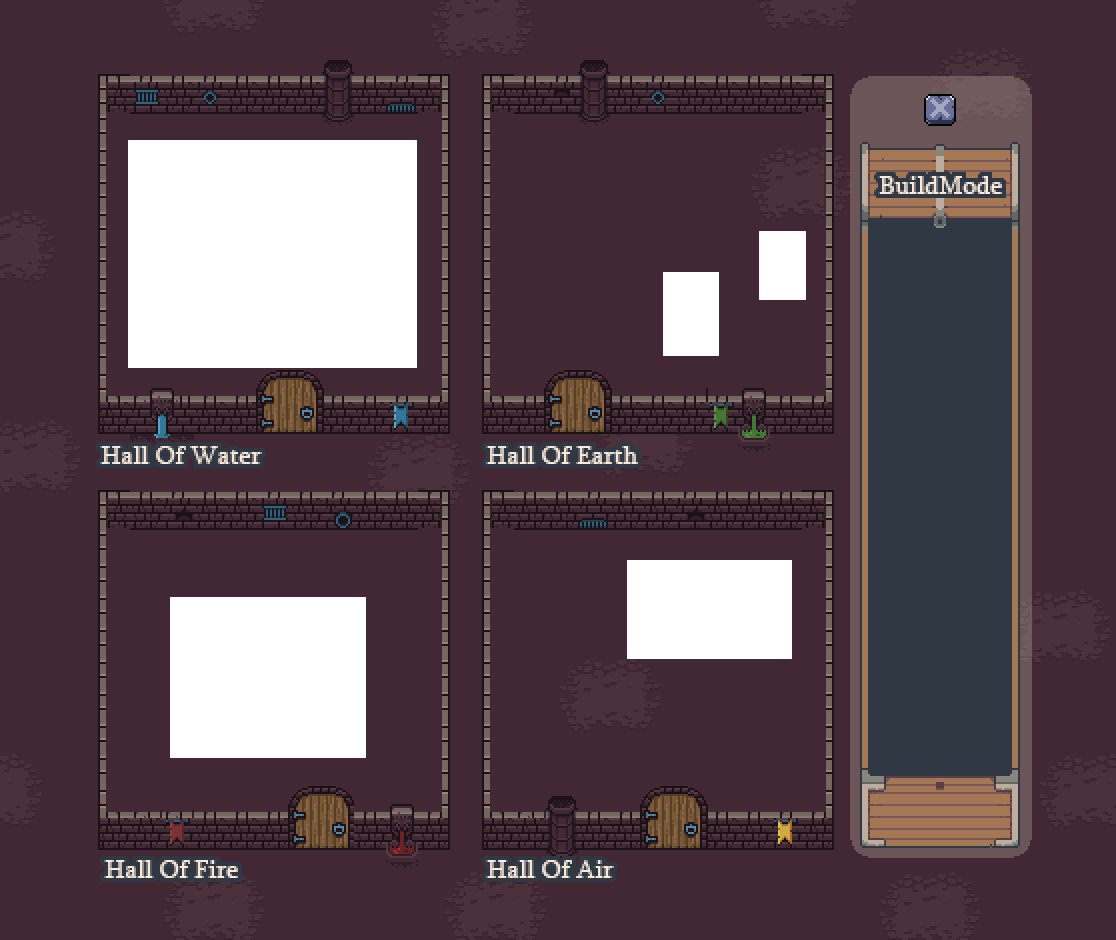 BuildMode
Hall Of Water
Hall Of Earth
Hall Of Fire
Hall Of Air